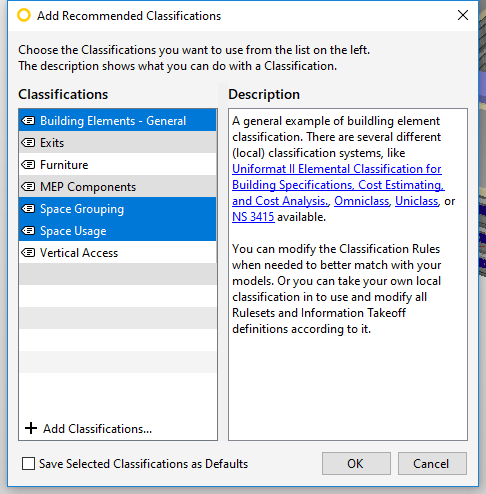 Add Recommended Classifications
Choose the Classifications you want to use from the list on the left.
The description shows what you can do with a Classification.
Classifications
Building Elements - General
Exits
Furniture
MEP Components
Space Grouping
Space Usage
Vertical Access
Add Classifications...
Description
A general example of buildling element
classification. There are several different
(local) classification systems, like
Uniformat II Elemental Classification for
Building Specifications, Cost Estimating,
and Cost Analysis., Omniclass, Uniclass, or
NS 3415 available.
You can modify the Classification Rules
when needed to better match with your
models. Or you can take your own local
classification in to use and modify all
Rulesets and Information Takeoff
definitions according to it.
Save Selected Classifications as Defaults
OK
Cancel